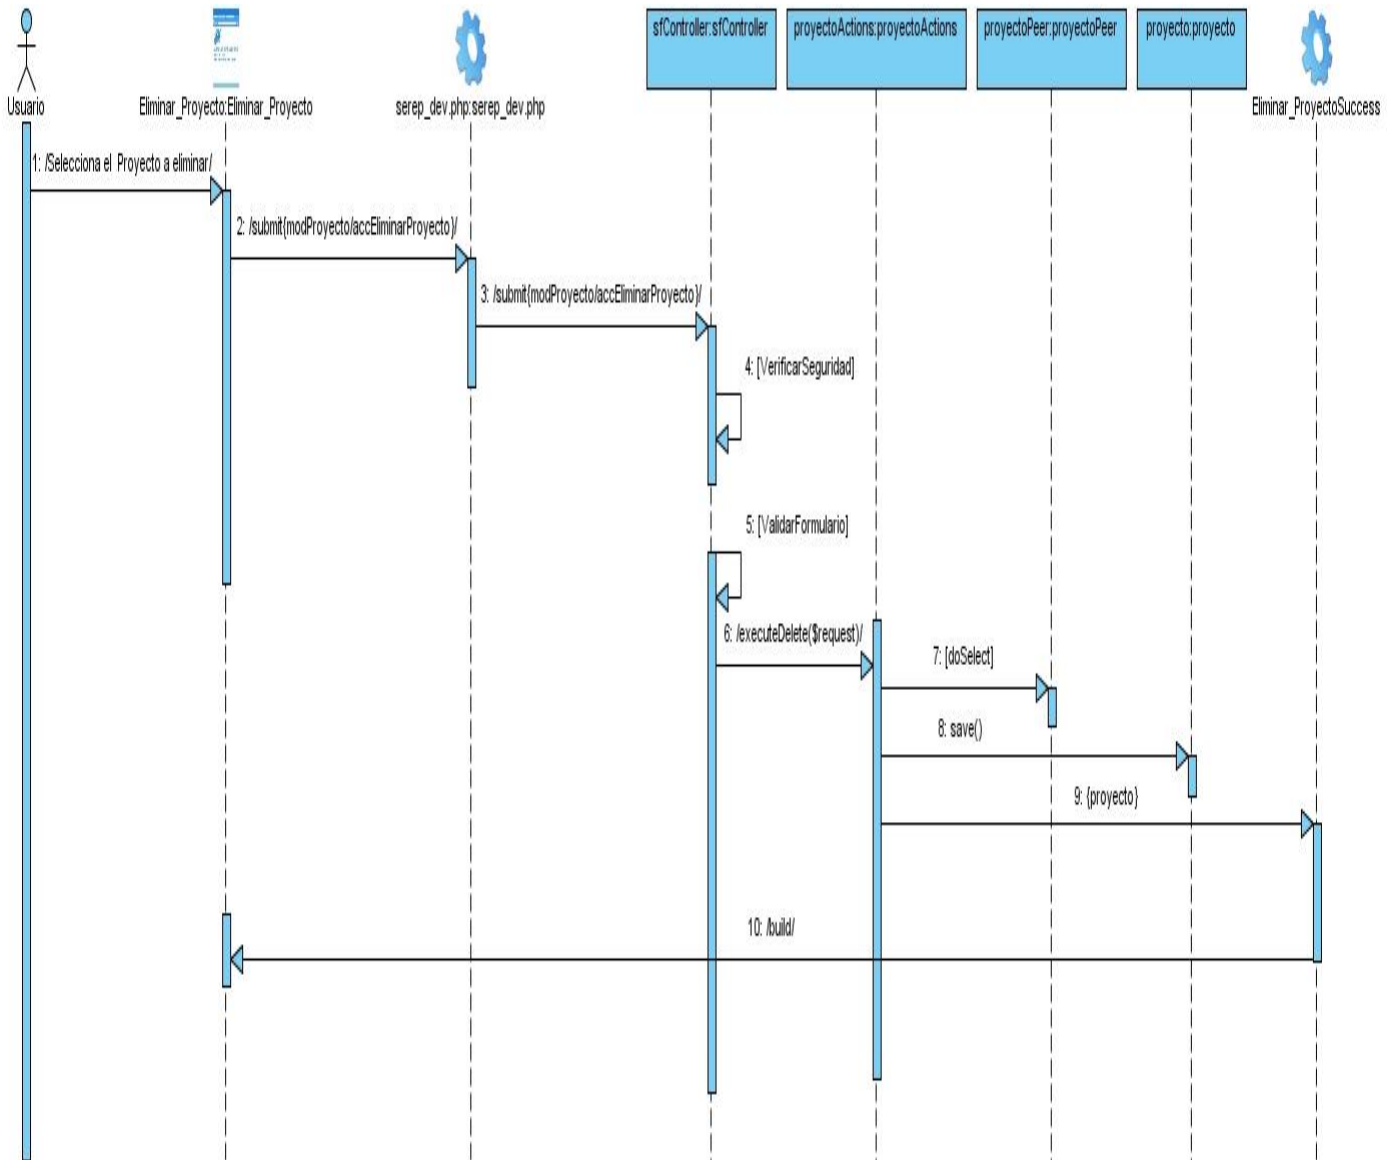 sfController:sfController
proyectoActions:proyectoActions
proyectoPeer:proyectoPeer
proyecto:proyecto
Usuario
Eliminar_Proyecto:Eliminar_Proyecto
serep_dev.php:serep_dev.php
Eliminar_ProyectoSuccess
1: /Selecciona el Proyecto a eliminar/
2: /submit{modProyecto/accEliminarProyecto}/
3: /submit{modProyecto/accEliminarProyecto}/
4: [VerificarSeguridad]
5: [ValidarFormulario]
6: /executeDelete($request)/
7: [doSelect]
8: save()
9: {proyecto}
10: /build/